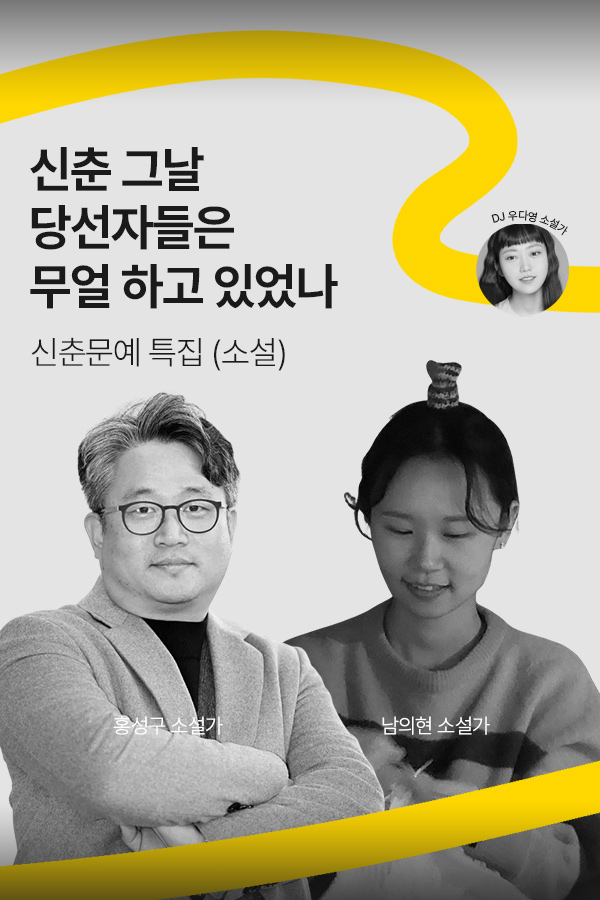 신춘 그날
당선자들은
무얼 하고 있었나
신춘문예 특집 (소설)
DJ 우다영 소설가
홍성구 소설가
남의현 소설가